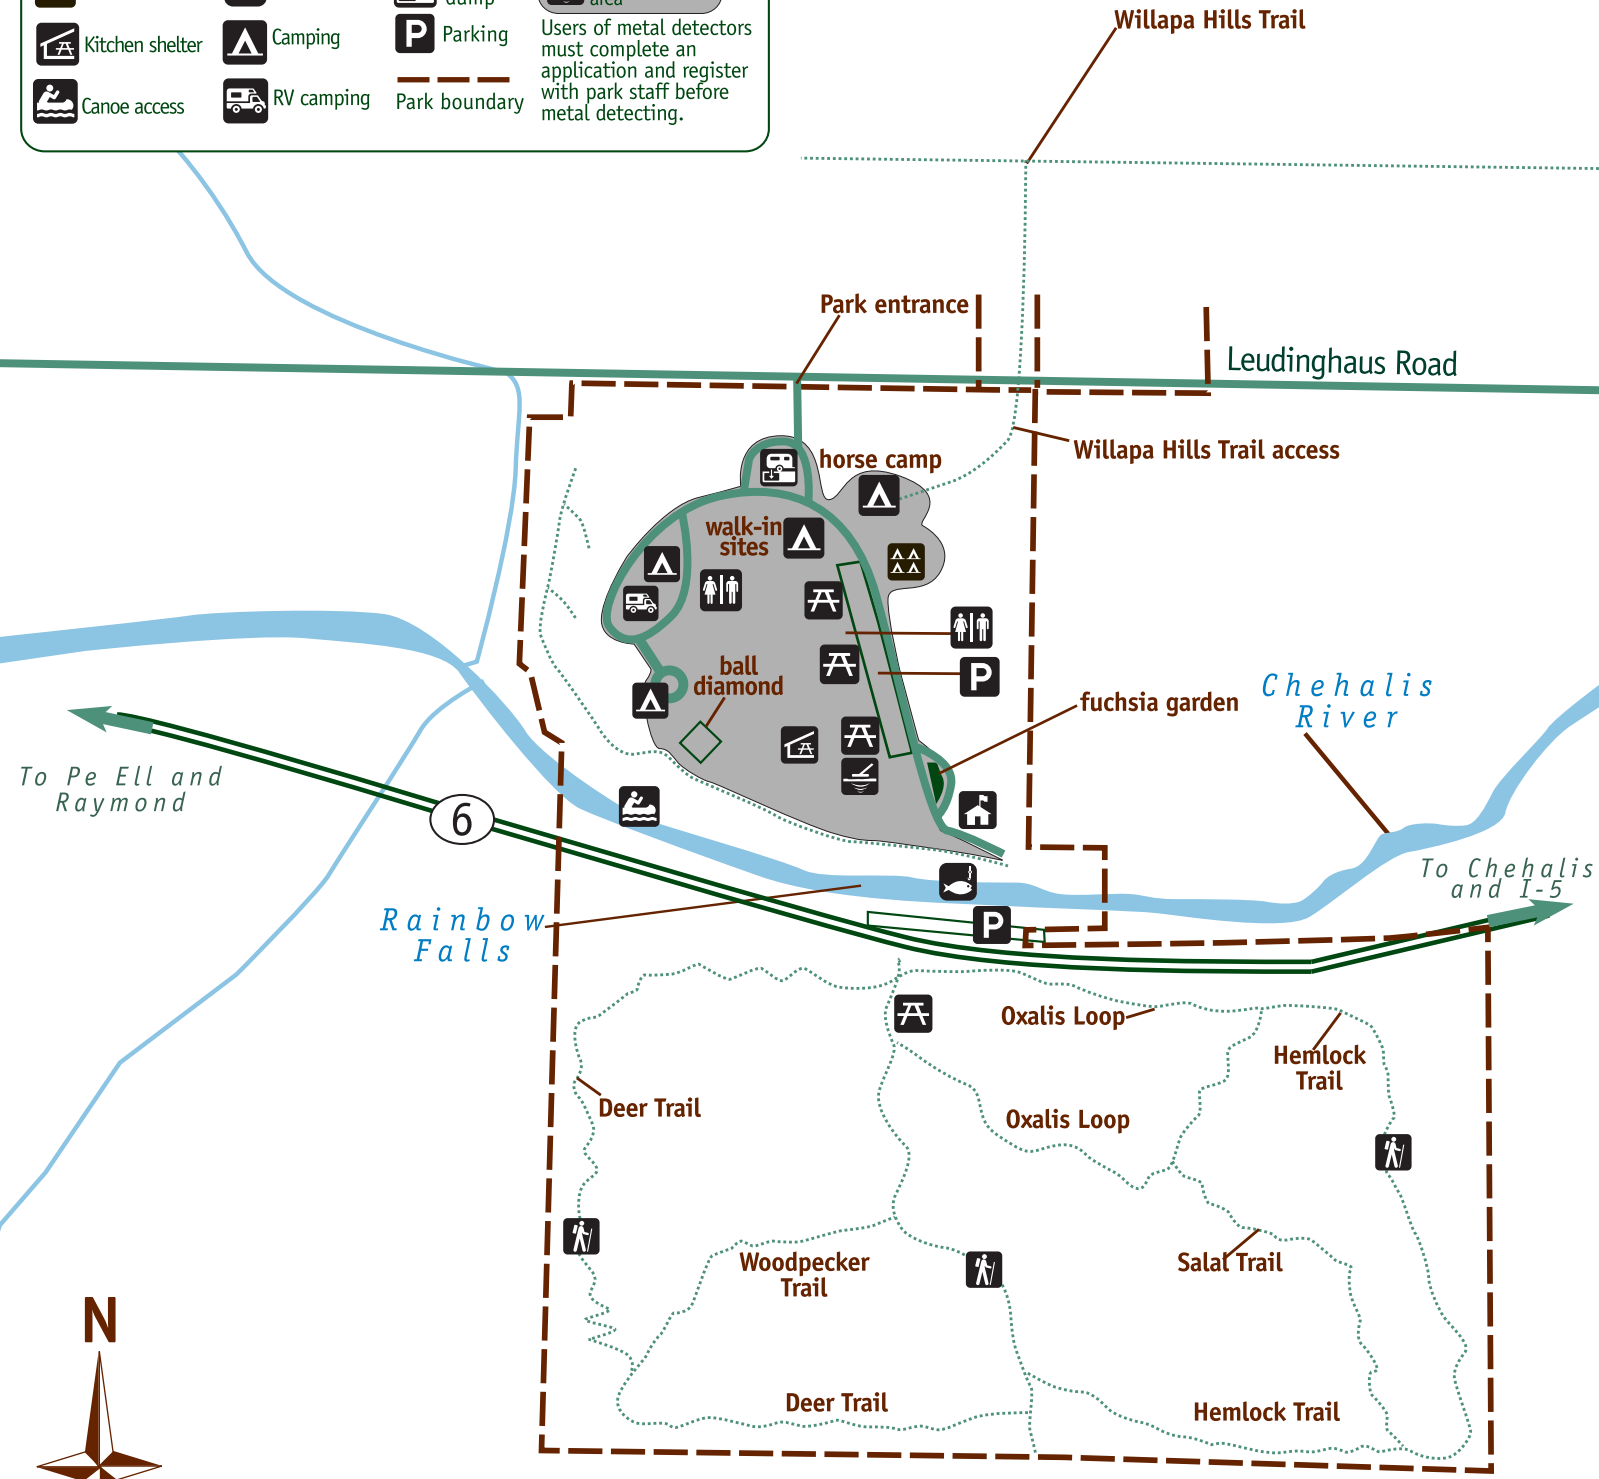 dump
area
Kitchen shelter
Camping
P
Parking
Users of metal detectors
must complete an
application and register
with park staff before
metal detecting.
Canoe access
RV camping
Park boundary
Willapa Hills Trail
Park entrance
Leudinghaus Road
Willapa Hills Trail access
horse camp
walk-in
sites
ball
diamond
P
fuchsia garden
Chehalis
River
To Pe Ell and
Raymond
6
To Chehalis
and I-5
Rainbow
Falls
P
Oxalis Loop
Hemlock
Trail
Deer Trail
Oxalis Loop
Woodpecker
Trail
Salal Trail
N
Deer Trail
Hemlock Trail